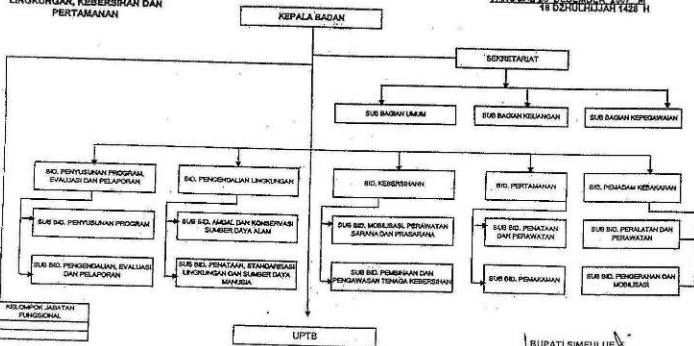 LINGKUNGAN, KEBERSIHAN DAN
PERTAMANAN
DESEMBER 2007 M
18 DZHULHIJJAH 1428 H
KEPALA BADAN
SEKRETARIAT
SUB BAGIAN UMUM
SUB BAGIAN KEUANGAN
SUB BAGIAN KEPEGAWAIAN
BID. PENYUSUNAN PROGRAM,
EVALUASI DAN PELAPORAN
BID. PENGENDALIAN LINGKUNGAN
BID. KEBERSIHANN
BID. PERTAMANAN
BID. PEMADAM KEBAKARAN
SUB BID. PENYUSUNAN PROGRAM
SUB BID. AMDAL DAN KONSERVASI
SUMBER DAYA ALAM
SUB BID. MOBILISASI, PERAWATAN
SARANA DAN PRASARANA
SUB BID. PENATAAN
DAN PERAWATAN
SUB BID. PERALATAN DAN
PERAWATAN
SUB BID. PENGENDALIAN, EVALUASI
DAN PELAPORAN
SUB BID. PENATAAN, STANDARISASI
LINGKUNGAN DAN SUMBER DAYA
MANUSIA
SUB BID. PEMBINAAN DAN
PENGAWASAN TENAGA KEBERSIHAN
SUB BID. PEMAKAMAN
SUB BID. PENGERAHAN DAN
MOBILISASI
KELOMPOK JABATAN
FUNGSIONAL
UPTB
BUPATI SIMEULUE